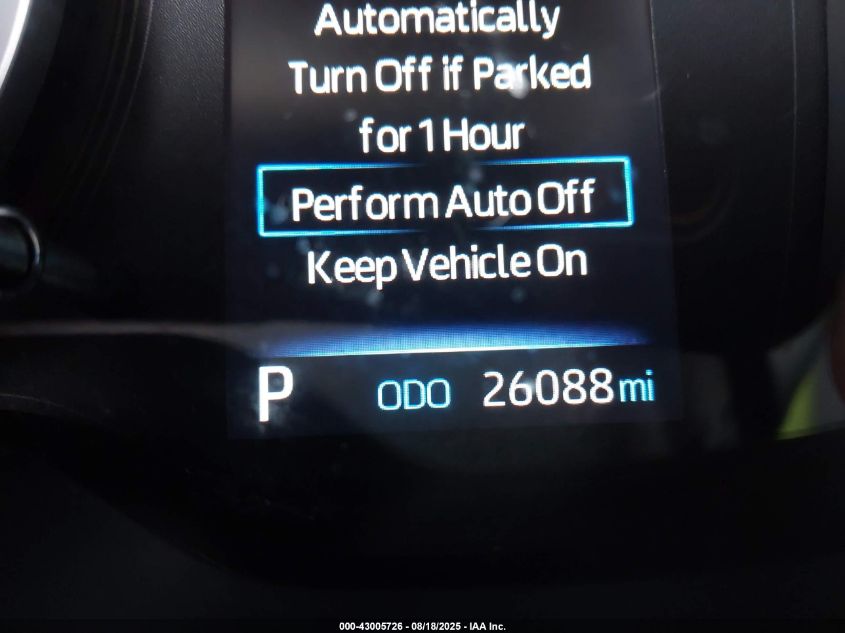 Automatically
Turn Off if Parked
for 1 Hour
Perform Auto Off
Keep Vehicle On
P ODO 26088 mi
000-43005726 - 08/18/2025 - IAA Inc.